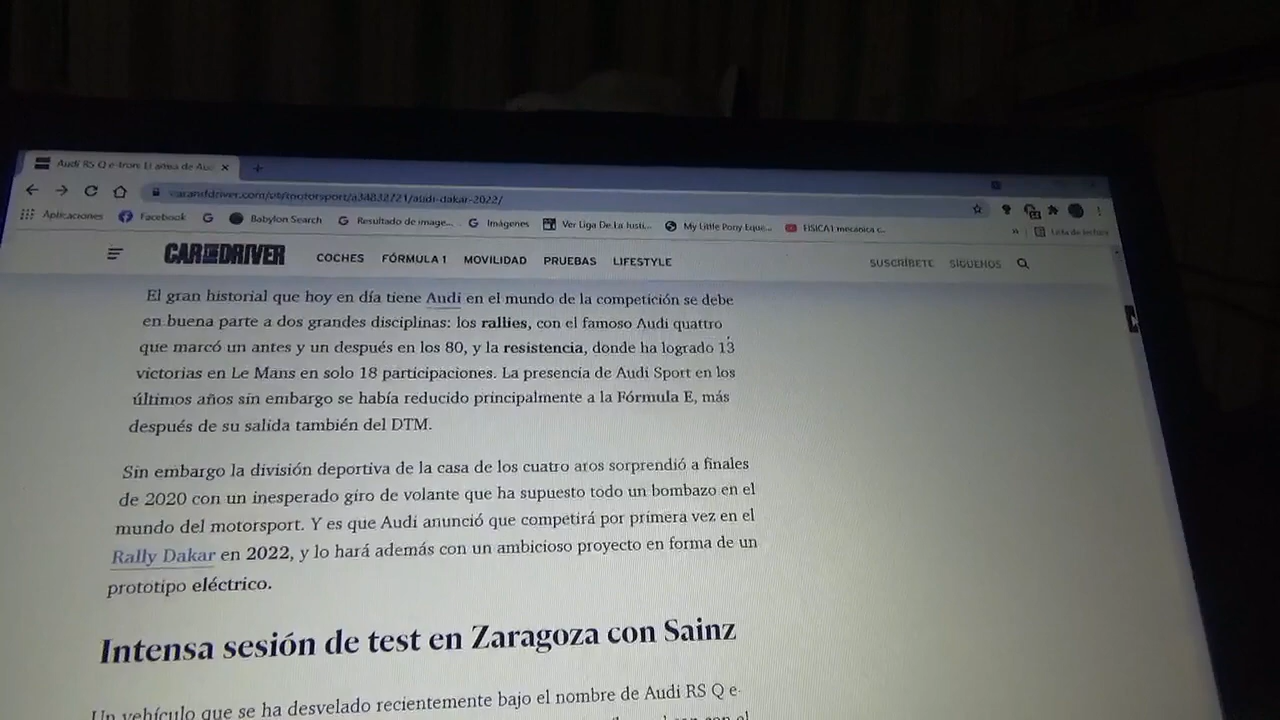 Audi RS Q e-tron: El arma de Au
aranddriver.com/
motorsport/a34832721/audi-dakar-2022/
Aplicaciones Facebook Babylon Search Resultado de image... Imágenes Ver Liga De La Justi... My Little Pony Eque... FISICA1 mecanica c... » Lista de lectura
CAR DRIVER COCHES FÓRMULA 1 MOVILIDAD PRUEBAS LIFESTYLE SUSCRÍBETE SÍGUENOS
El gran historial que hoy en día tiene Audi en el mundo de la competición se debe
en buena parte a dos grandes disciplinas: los rallies, con el famoso Audi quattro
que marcó un antes y un después en los 80, y la resistencia, donde ha logrado 13
victorias en Le Mans en solo 18 participaciones. La presencia de Audi Sport en los
últimos años sin embargo se había reducido principalmente a la Fórmula E, más
después de su salida también del DTM.
Sin embargo la división deportiva de la casa de los cuatro aros sorprendió a finales
de 2020 con un inesperado giro de volante que ha supuesto todo un bombazo en el
mundo del motorsport. Y es que Audi anunció que competirá por primera vez en el
Rally Dakar en 2022, y lo hará además con un ambicioso proyecto en forma de un
prototipo eléctrico.
Intensa sesión de test en Zaragoza con Sainz
Un vehículo que se ha desvelado recientemente bajo el nombre de Audi RS Q e-